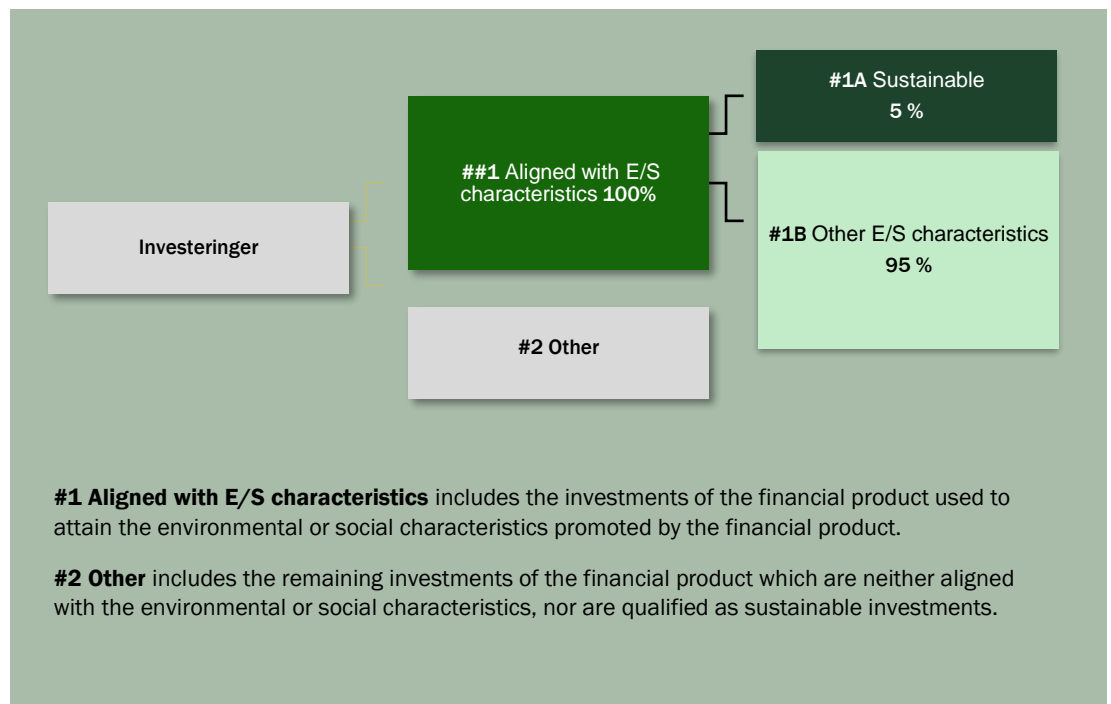 #1A Sustainable
5 %
##1 Aligned with E/S
characteristics 100%
Investeringer
#1B Other E/S characteristics
95 %
#2 Other
#1 Aligned with E/S characteristics includes the investments of the financial product used to
attain the environmental or social characteristics promoted by the financial product.
#2 Other includes the remaining investments of the financial product which are neither aligned
with the environmental or social characteristics, nor are qualified as sustainable investments.